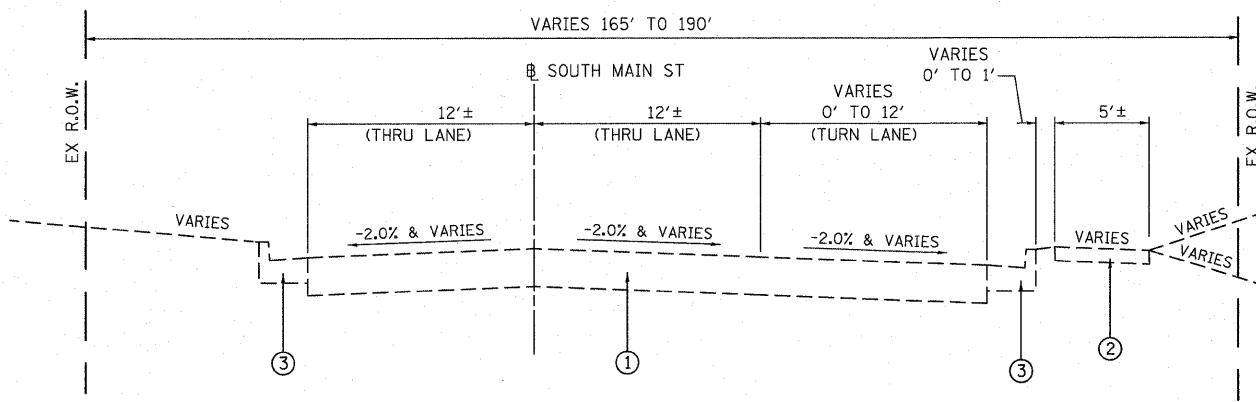 VARIES 165' TO 190'
EX R.O.W.
℄ SOUTH MAIN ST
VARIES
0' TO 1'
EX R.O.W.
12'±
(THRU LANE)
12'±
(THRU LANE)
VARIES
0' TO 12'
(TURN LANE)
5'±
VARIES
-2.0% & VARIES
-2.0% & VARIES
-2.0% & VARIES
VARIES
VARIES
VARIES
3
1
3
2